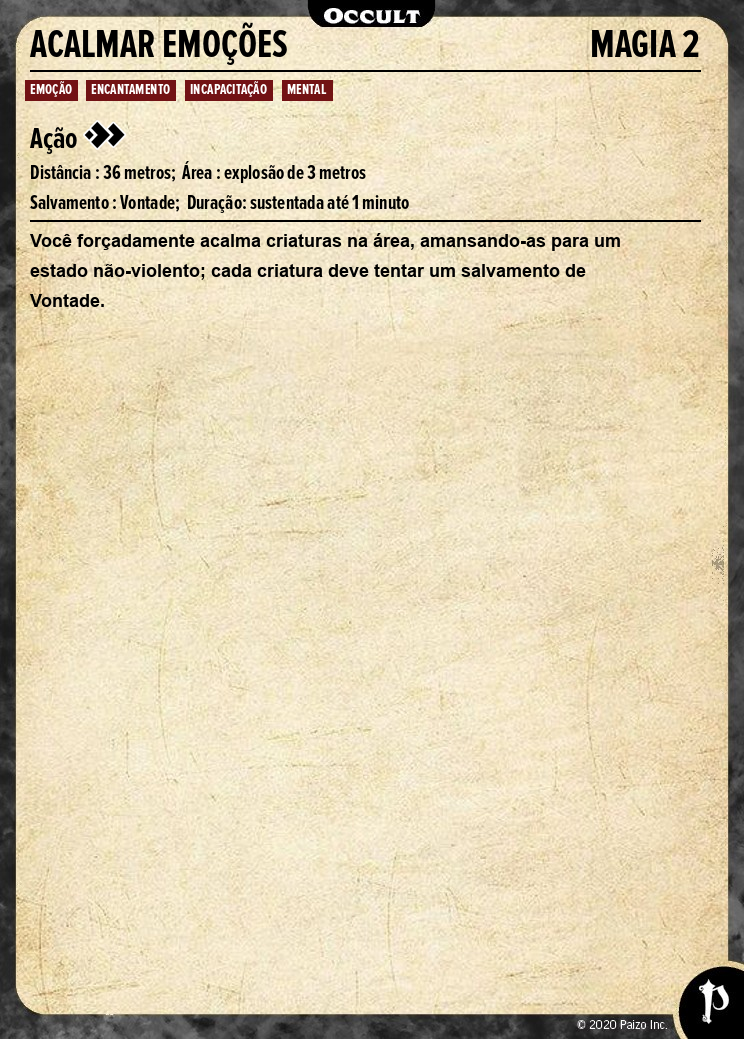 OCCULT
ACALMAR EMOÇÕES MAGIA 2
EMOÇÃO ENCANTAMENTO INCAPACITAÇÃO MENTAL
Ação
Distância : 36 metros; Área : explosão de 3 metros
Salvamento : Vontade; Duração: sustentada até 1 minuto
Você forçadamente acalma criaturas na área, amansando-as para um
estado não-violento; cada criatura deve tentar um salvamento de
Vontade.
© 2020 Paizo Inc.
P